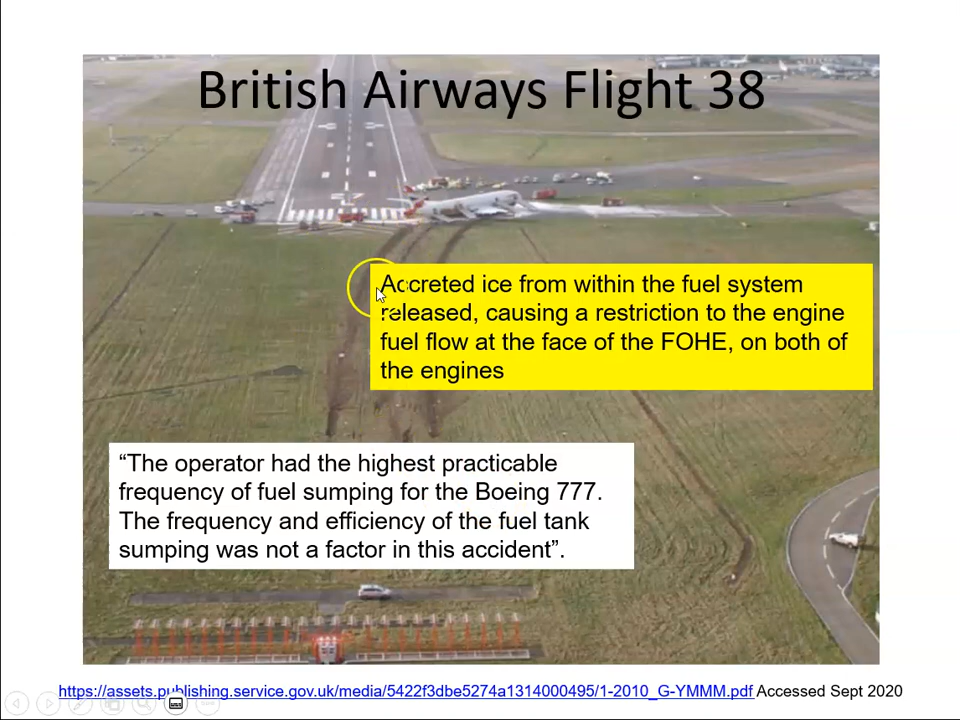 British Airways Flight 38
Accreted ice from within the fuel system
released, causing a restriction to the engine
fuel flow at the face of the FOHE, on both of
the engines
“The operator had the highest practicable
frequency of fuel sumping for the Boeing 777.
The frequency and efficiency of the fuel tank
sumping was not a factor in this accident”.
https://assets.publishing.service.gov.uk/media/5422f3dbe5274a1314000495/1-2010_G-YMMM.pdf Accessed Sept 2020